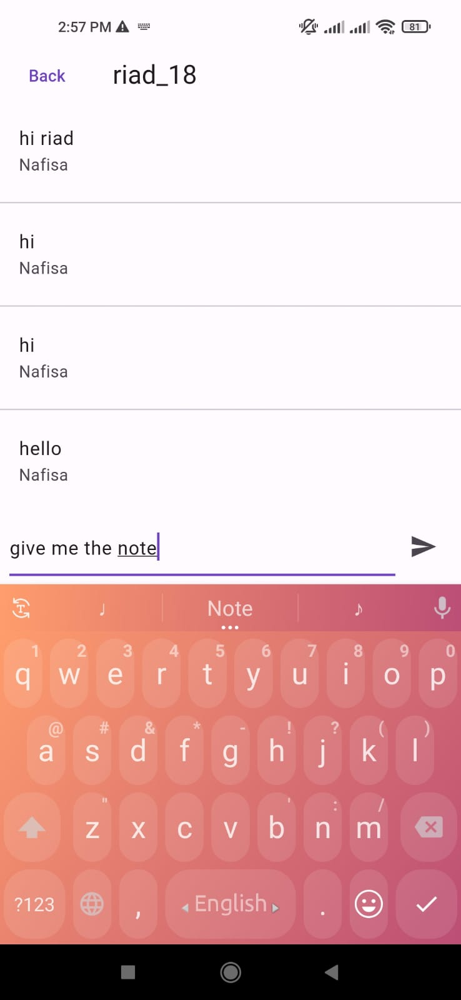 2:57 PM
81
Back riad_18
hi riad
Nafisa
hi
Nafisa
hi
Nafisa
hello
Nafisa
give me the note
T Note
1 2 3 4 5 6 7 8 9 0
q w e r t y u i o p
@ # & * - ! ? ( )
a s d f g h j k l
" ' : /
z x c v b n m
?123 , English .